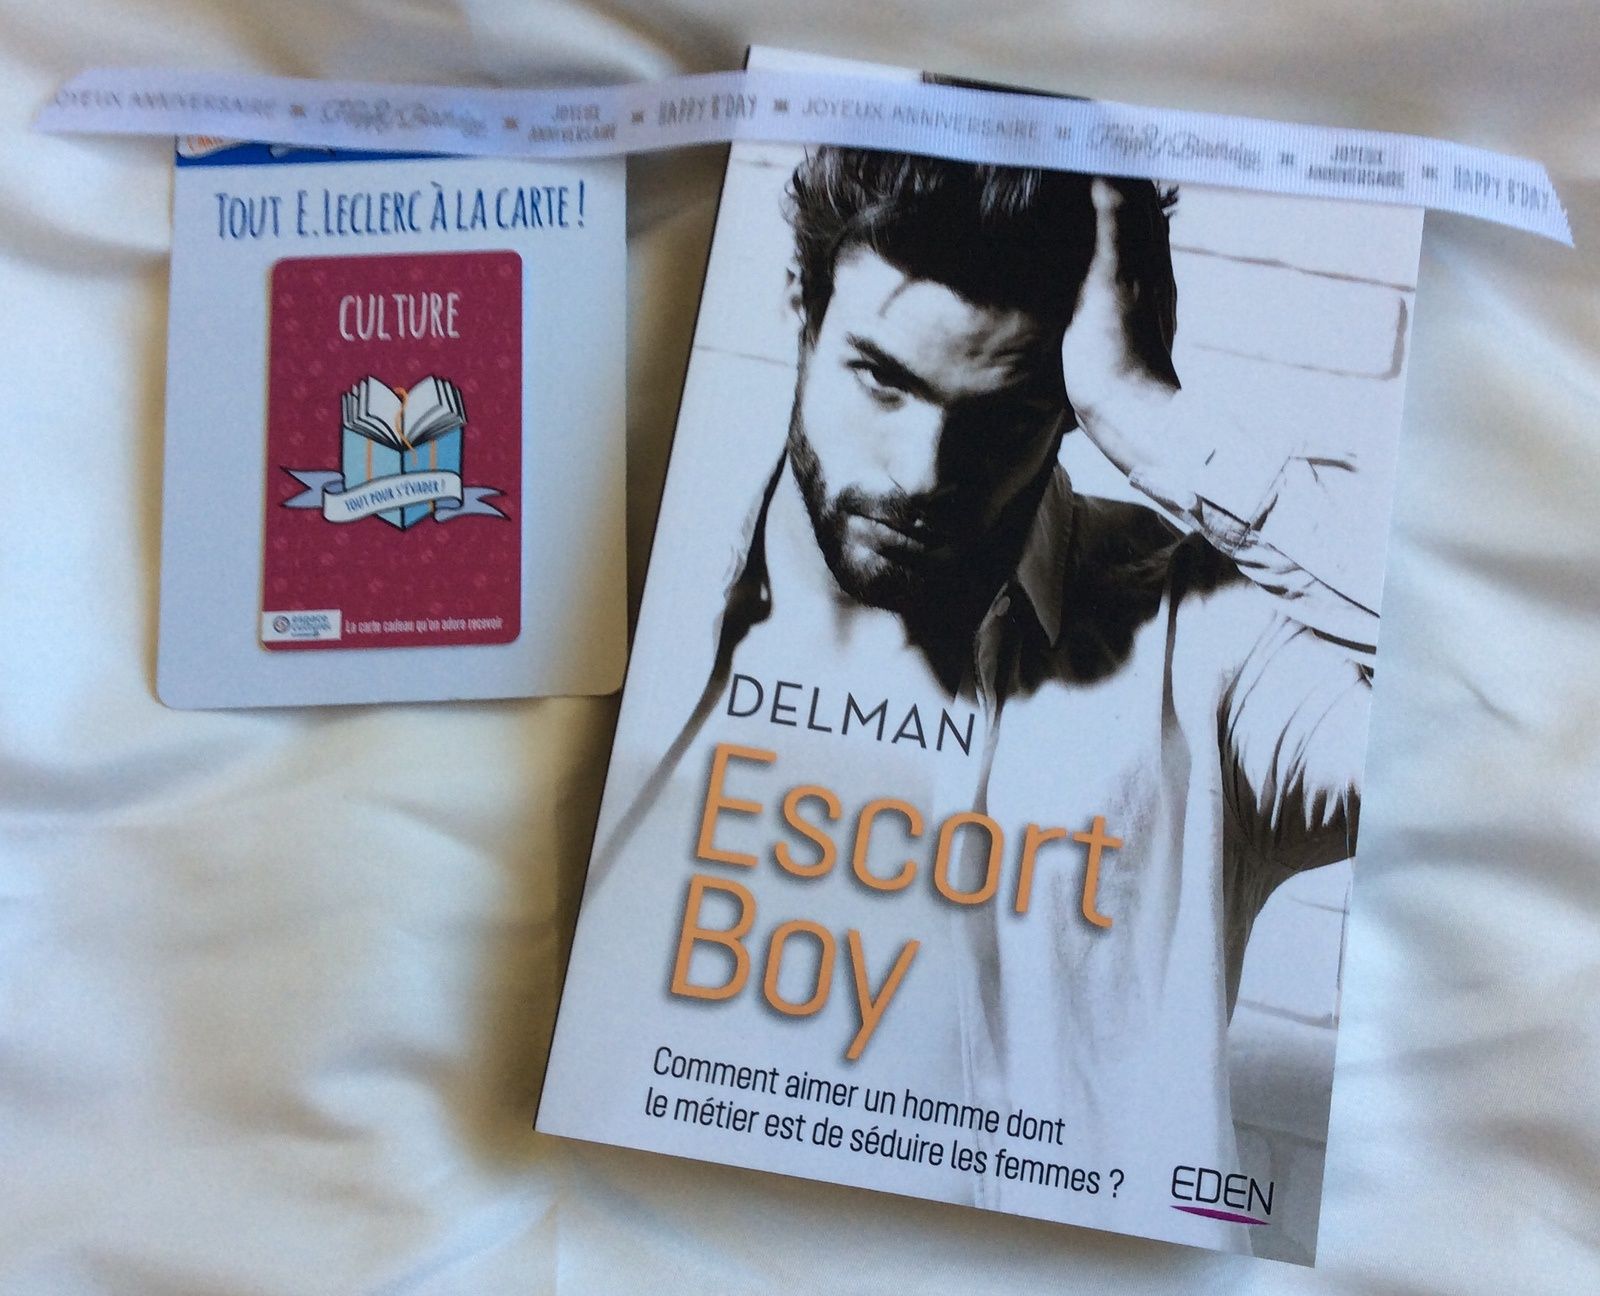 JOYEUX ANNIVERSAIRE Happy Birthday JOYEUX ANNIVERSAIRE HAPPY B'DAY JOYEUX ANNIVERSAIRE Happy Birthday JOYEUX ANNIVERSAIRE HAPPY B'DAY
TOUT E.LECLERC À LA CARTE !
CULTURE
TOUT POUR S'ÉVADER !
espace culturel
La carte cadeau qu'on adore recevoir
DELMAN
Escort
Boy
Comment aimer un homme dont
le métier est de séduire les femmes ?
EDEN